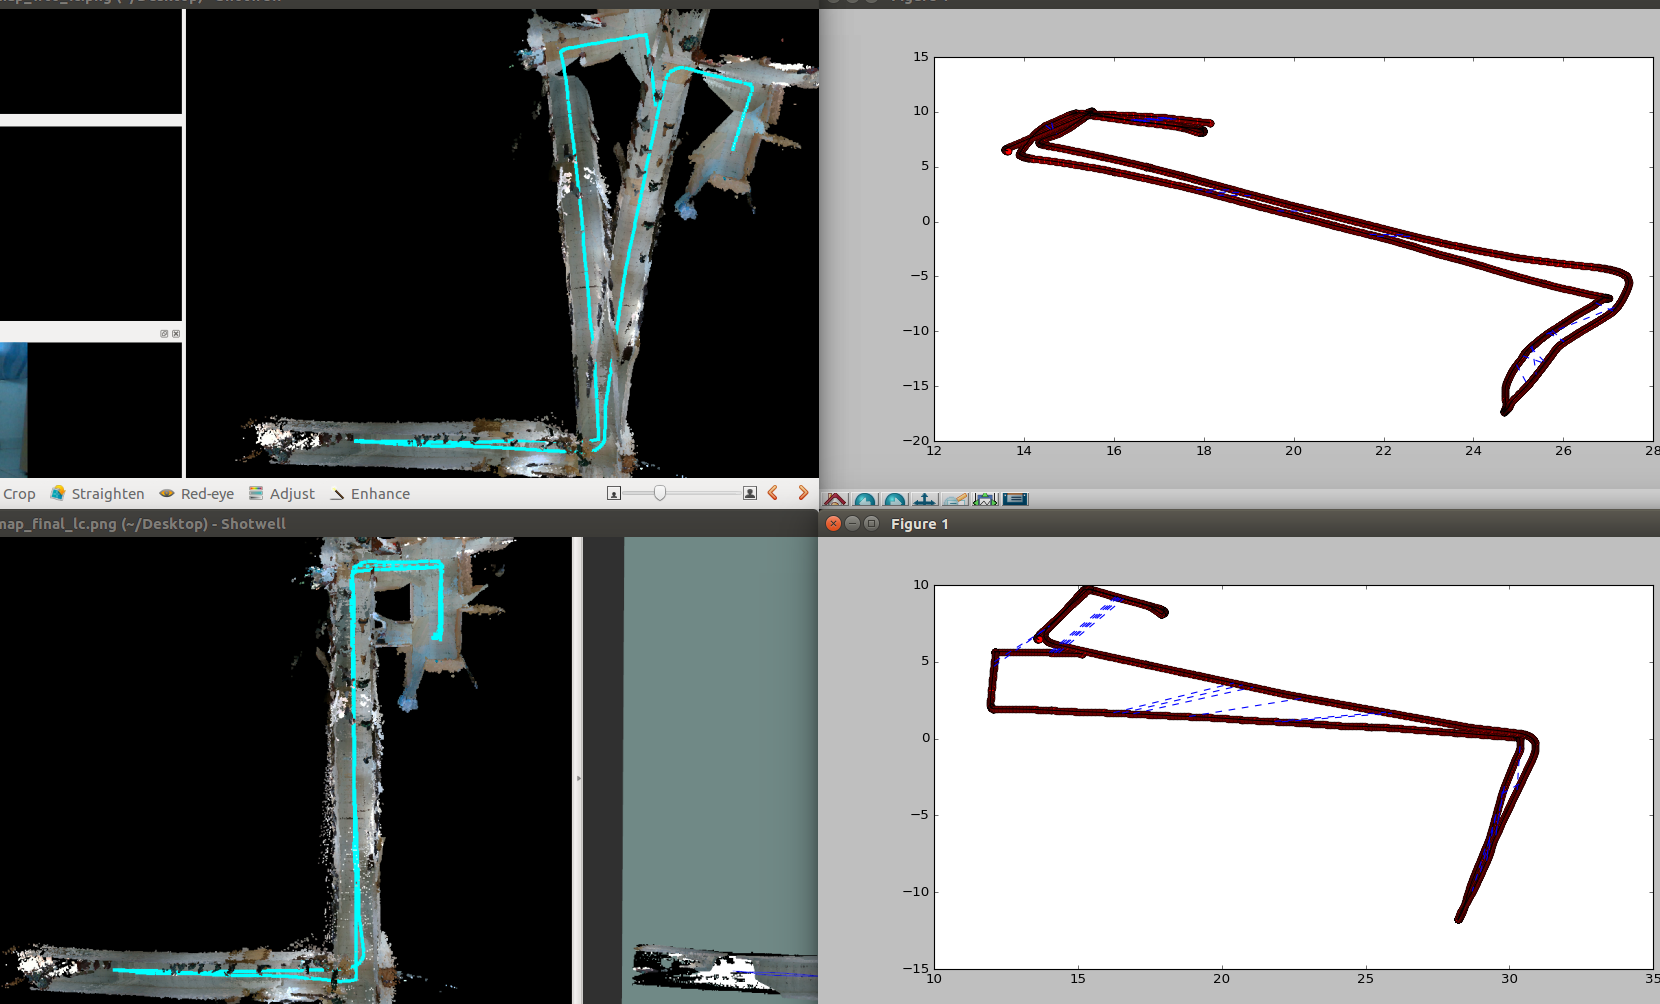 Figure 1
15
10
5
0
−5
−10
−15
−20
12 14 16 18 20 22 24 26 28
Crop Straighten Red-eye Adjust Enhance
map_final_lc.png (~/Desktop) - Shotwell
Figure 1
10
5
0
−5
−10
−15
10 15 20 25 30 35